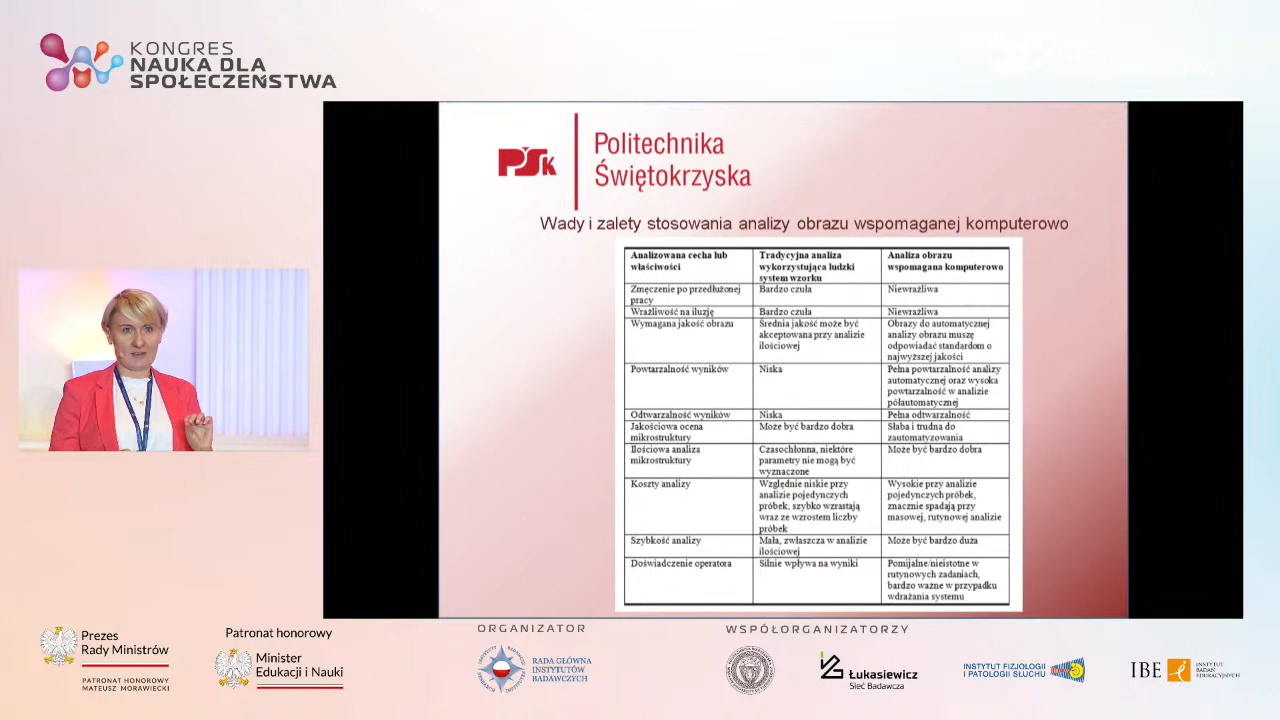 KONGRES
NAUKA DLA
SPOŁECZEŃSTWA
PŚk
Politechnika
Świętokrzyska
Wady i zalety stosowania analizy obrazu wspomaganej komputerowo
Analizowana cecha lub
właściwości
Tradycyjna analiza
wykorzystująca ludzki
system wzorku
Analiza obrazu
wspomagana komputerowo
Zmęczenie po przedłużonej
pracy
Bardzo czuła
Niewrażliwa
Wrażliwość na iluzję
Bardzo czuła
Niewrażliwa
Wymagana jakość obrazu
Średnia jakość może być
akceptowana przy analizie
ilościowej
Obrazy do automatycznej
analizy obrazu muszę
odpowiadać standardom o
najwyższej jakości
Powtarzalność wyników
Niska
Pełna powtarzalność analizy
automatycznej oraz wysoka
powtarzalność w analizie
półautomatycznej
Odtwarzalność wyników
Niska
Pełna odtwarzalność
Jakościowa ocena
mikrostruktury
Może być bardzo dobra
Słaba i trudna do
zautomatyzowania
Ilościowa analiza
mikrostruktury
Czasochłonna, niektóre
parametry nie mogą być
wyznaczone
Może być bardzo dobra
Koszty analizy
Względnie niskie przy
analizie pojedynczych
próbek, szybko wzrastają
wraz ze wzrostem liczby
próbek
Wysokie przy analizie
pojedynczych próbek,
znacznie spadają przy
masowej, rutynowej analizie
Szybkość analizy
Mała, zwłaszcza w analizie
ilościowej
Może być bardzo duża
Doświadczenie operatora
Silnie wpływa na wyniki
Pomijalne/nieistotne w
rutynowych zadaniach,
bardzo ważne w przypadku
wdrażania systemu
Prezes
Rady Ministrów
PATRONAT HONOROWY
MATEUSZ MORAWIECKI
Patronat honorowy
Minister
Edukacji i Nauki
ORGANIZATOR
RADA GŁÓWNA
INSTYTUTÓW
BADAWCZYCH
WSPÓŁORGANIZATORZY
Łukasiewicz
Sieć Badawcza
INSTYTUT FIZJOLOGII
I PATOLOGII SŁUCHU
IBE
INSTYTUT
BADAŃ
EDUKACYJNYCH